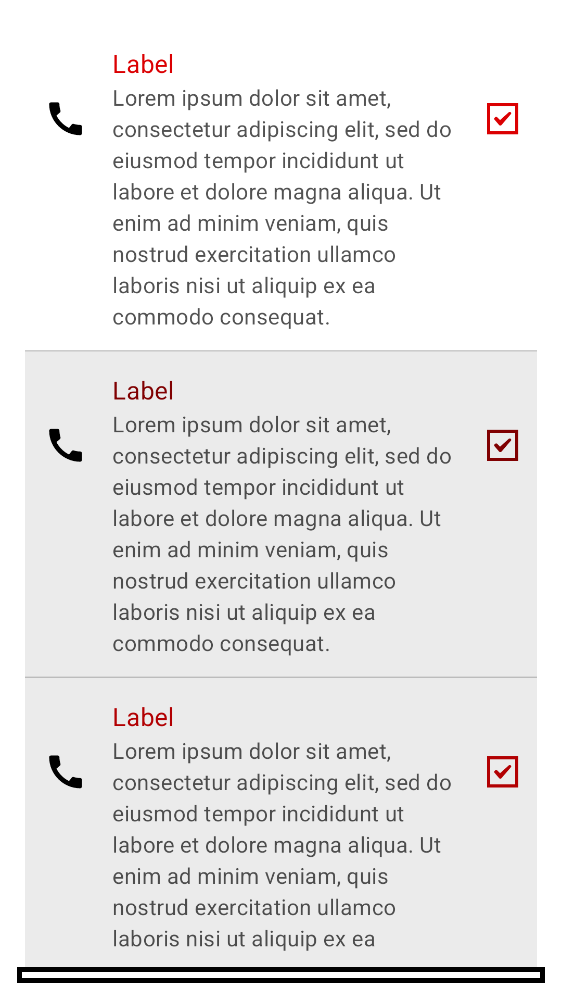 Label
Lorem ipsum dolor sit amet,
consectetur adipiscing elit, sed do
eiusmod tempor incididunt ut
labore et dolore magna aliqua. Ut
enim ad minim veniam, quis
nostrud exercitation ullamco
laboris nisi ut aliquip ex ea
commodo consequat.
Label
Lorem ipsum dolor sit amet,
consectetur adipiscing elit, sed do
eiusmod tempor incididunt ut
labore et dolore magna aliqua. Ut
enim ad minim veniam, quis
nostrud exercitation ullamco
laboris nisi ut aliquip ex ea
commodo consequat.
Label
Lorem ipsum dolor sit amet,
consectetur adipiscing elit, sed do
eiusmod tempor incididunt ut
labore et dolore magna aliqua. Ut
enim ad minim veniam, quis
nostrud exercitation ullamco
laboris nisi ut aliquip ex ea